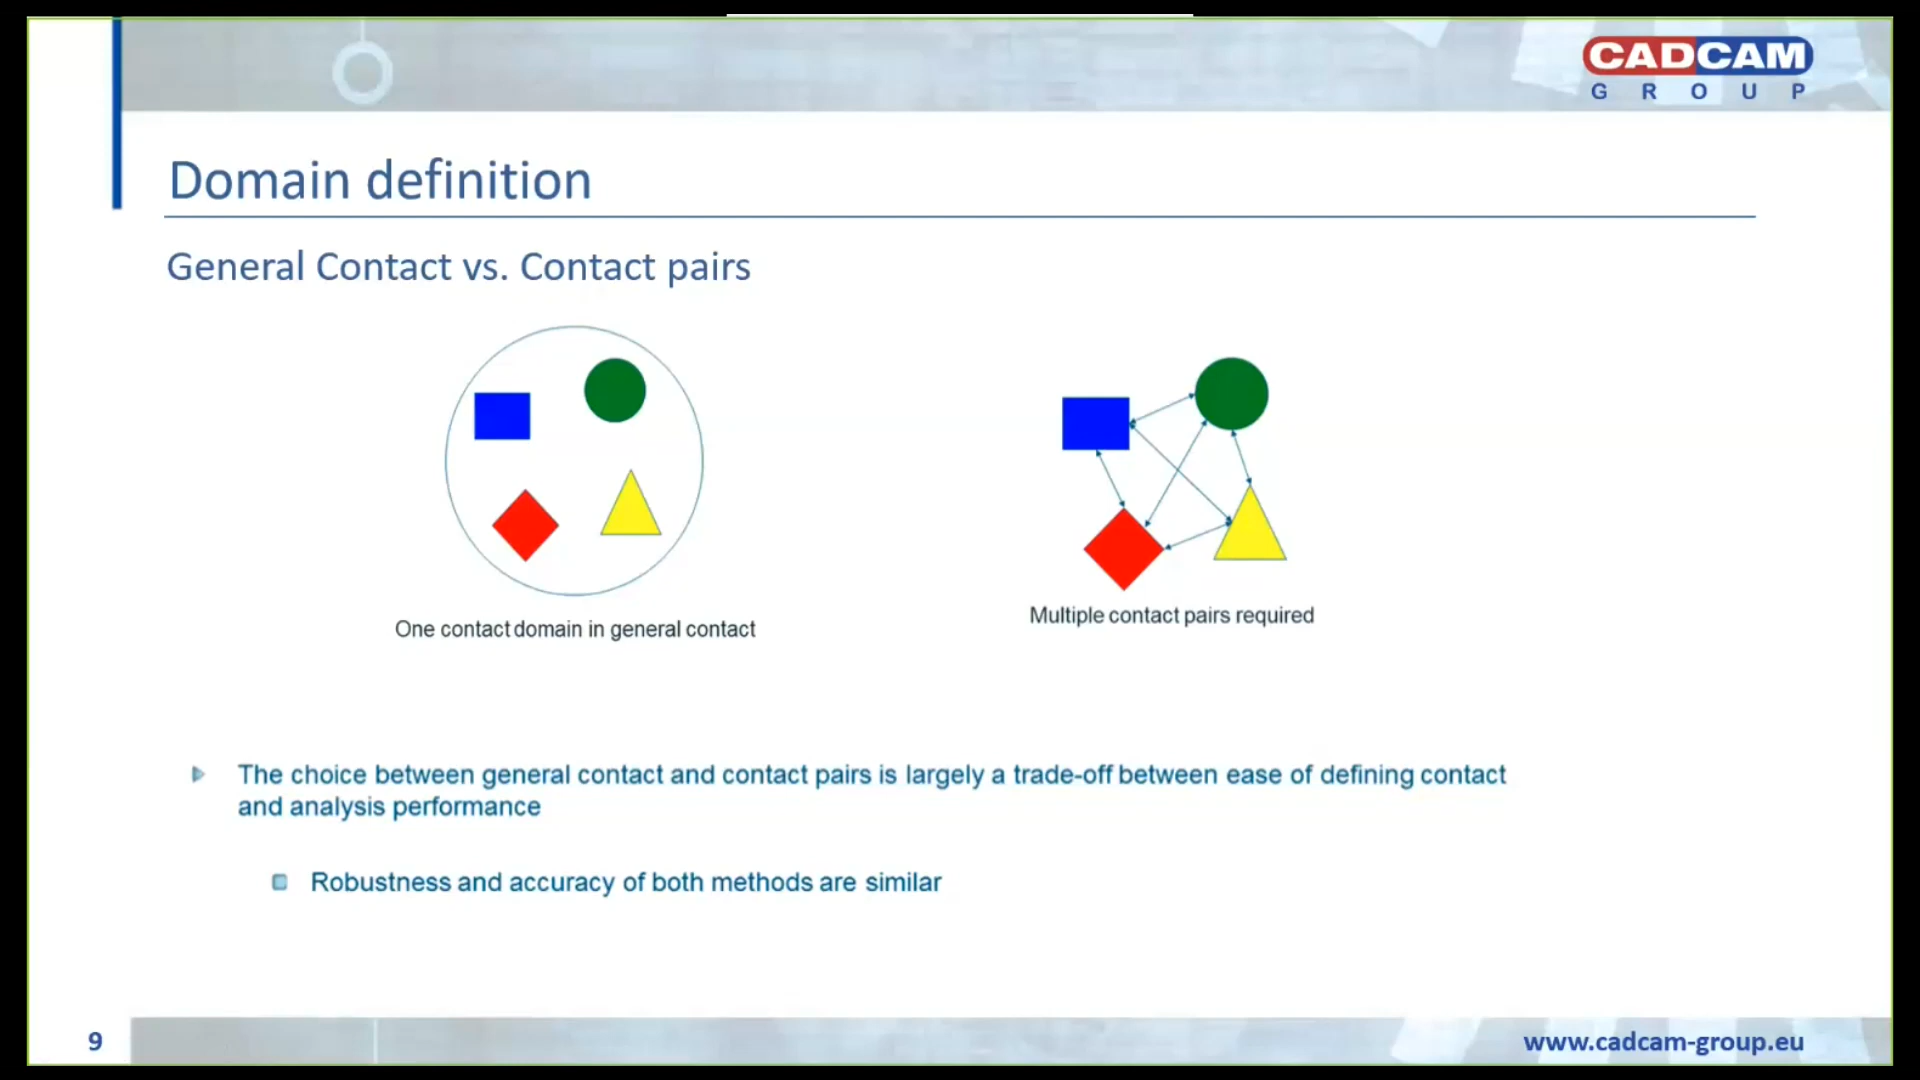 CADCAM
GROUP
Domain definition
General Contact vs. Contact pairs
One contact domain in general contact
Multiple contact pairs required
The choice between general contact and contact pairs is largely a trade-off between ease of defining contact
and analysis performance
Robustness and accuracy of both methods are similar
9
www.cadcam-group.eu